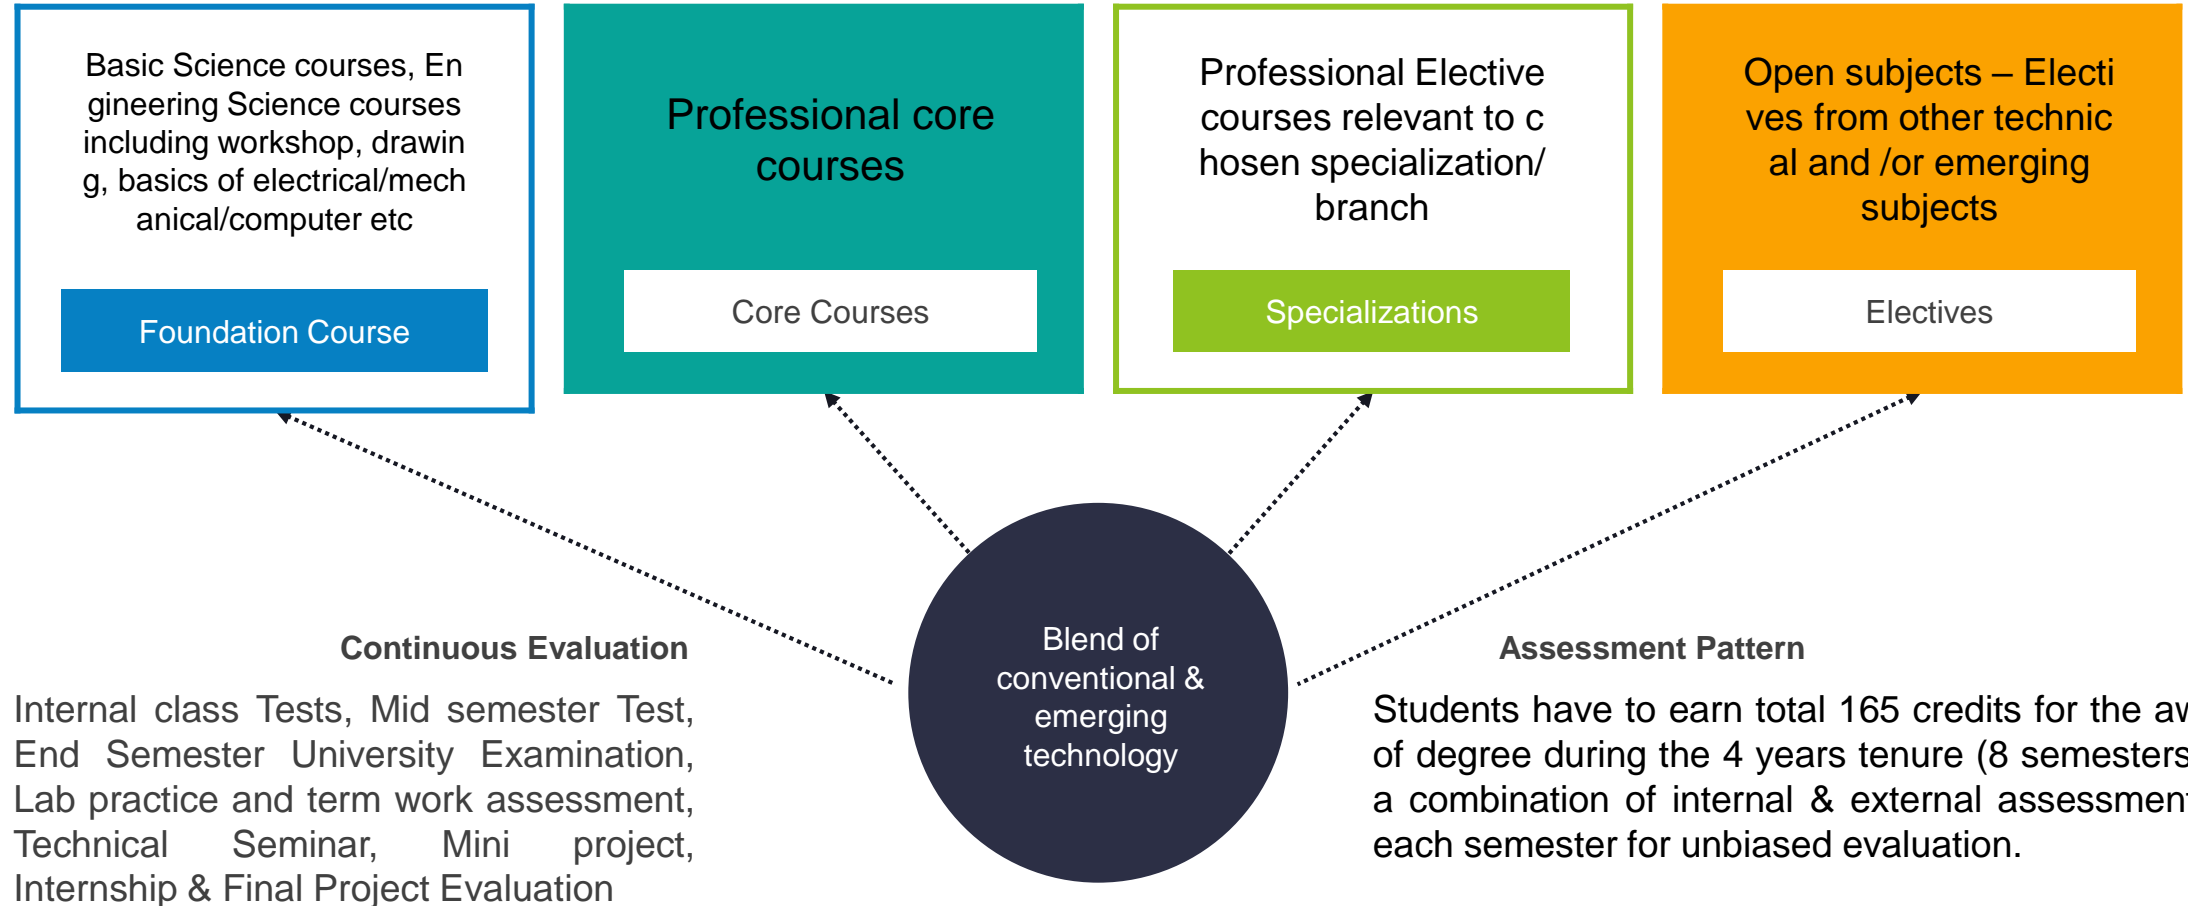 Basic Science courses, En
gineering Science courses
including workshop, drawin
g, basics of electrical/mech
anical/computer etc
Foundation Course
Professional core
courses
Core Courses
Professional Elective
courses relevant to c
hosen specialization/
branch
Specializations
Open subjects – Electi
ves from other technic
al and /or emerging
subjects
Electives
Continuous Evaluation
Internal class Tests, Mid semester Test,
End Semester University Examination,
Lab practice and term work assessment,
Technical Seminar, Mini project,
Internship & Final Project Evaluation
Blend of
conventional &
emerging
technology
Assessment Pattern
Students have to earn total 165 credits for the
of degree during the 4 years tenure (8 semesters
a combination of internal & external assessment
each semester for unbiased evaluation.